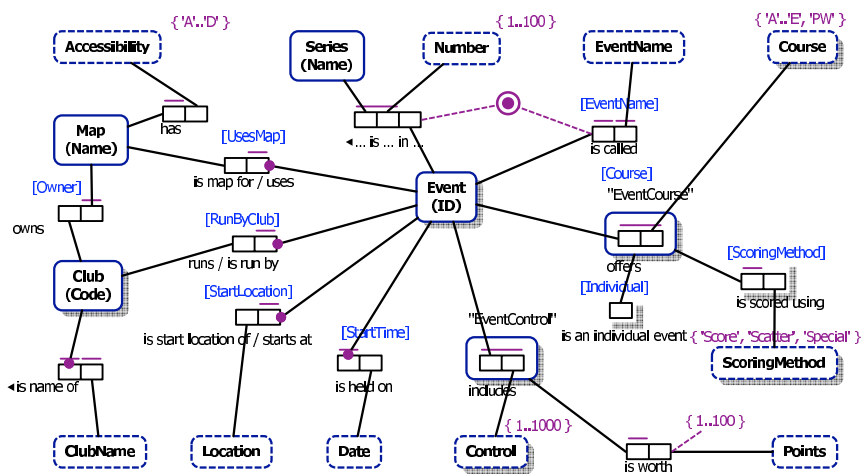 { 'A'..'D' }
{ 1..100 }
{ 'A'..'E', 'PW' }
Accessibility
Series
(Name)
Number
EventName
Course
[EventName]
has
Map
(Name)
[UsesMap]
◂ ... is ... in ...
is called
is map for / uses
[Course]
[Owner]
Event
(ID)
"EventCourse"
[RunByClub]
owns
[ScoringMethod]
runs / is run by
offers
Club
(Code)
[StartLocation]
[Individual]
is scored using
[StartTime]
"EventControl"
is start location of / starts at
is an individual event
{ 'Score', 'Scatter', 'Special' }
ScoringMethod
◂ is name of
is held on
includes
{ 1..1000 }
{ 1..100 }
ClubName
Location
Date
Control
is worth
Points